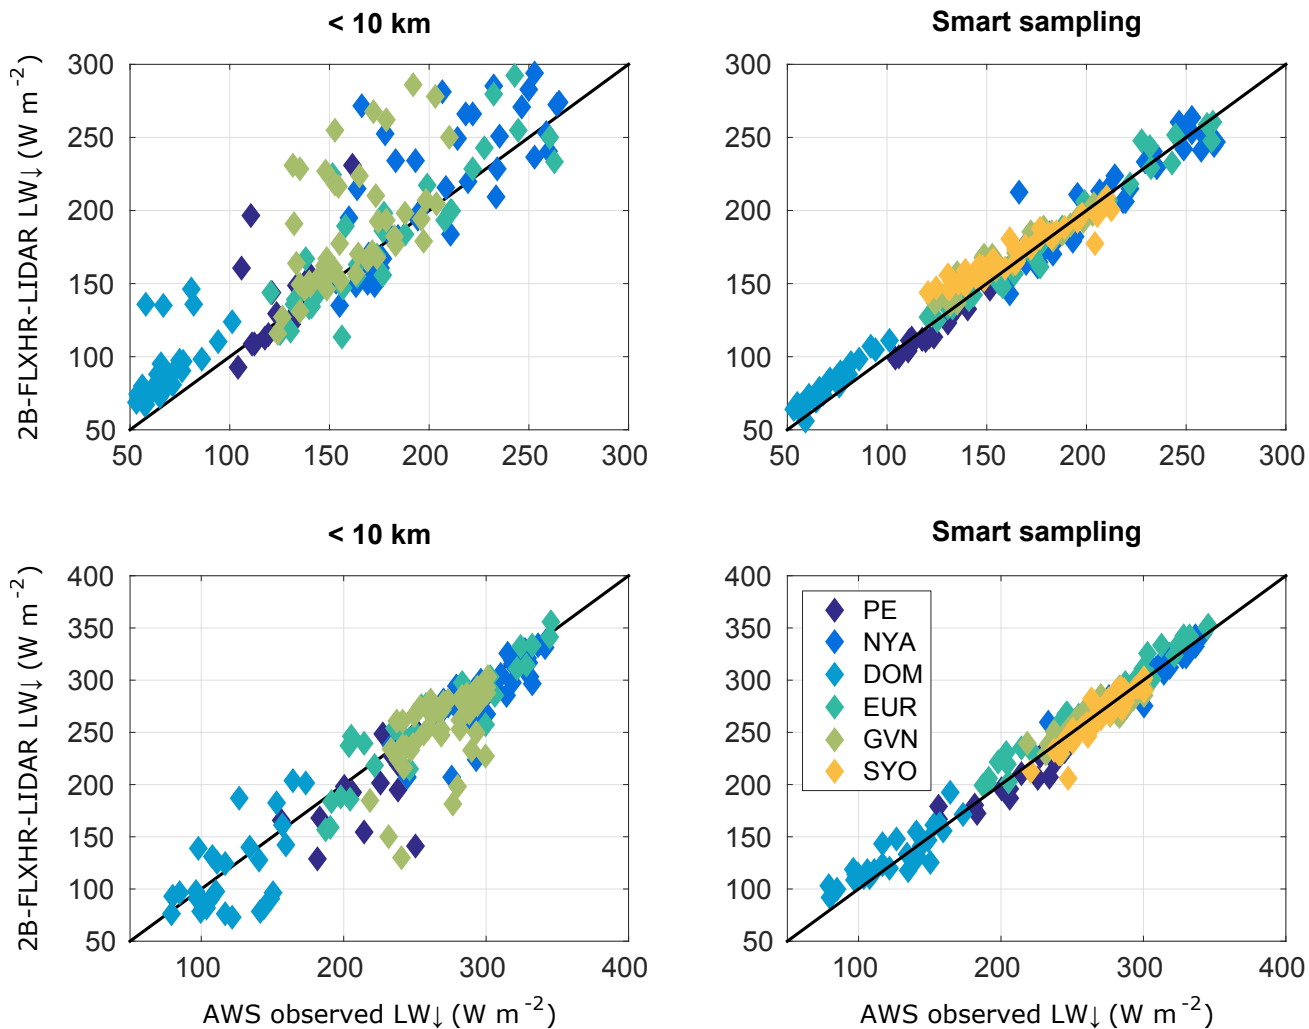 < 10 km
Smart sampling
2B-FLXHR-LIDAR LW↓ (W m⁻²)
300
250
200
150
100
50
50 100 150 200 250 300
300
250
200
150
100
50
50 100 150 200 250 300
< 10 km
Smart sampling
2B-FLXHR-LIDAR LW↓ (W m⁻²)
400
350
300
250
200
150
100
50
100 200 300 400
AWS observed LW↓ (W m⁻²)
400
350
300
250
200
150
100
50
PE
NYA
DOM
EUR
GVN
SYO
100 200 300 400
AWS observed LW↓ (W m⁻²)